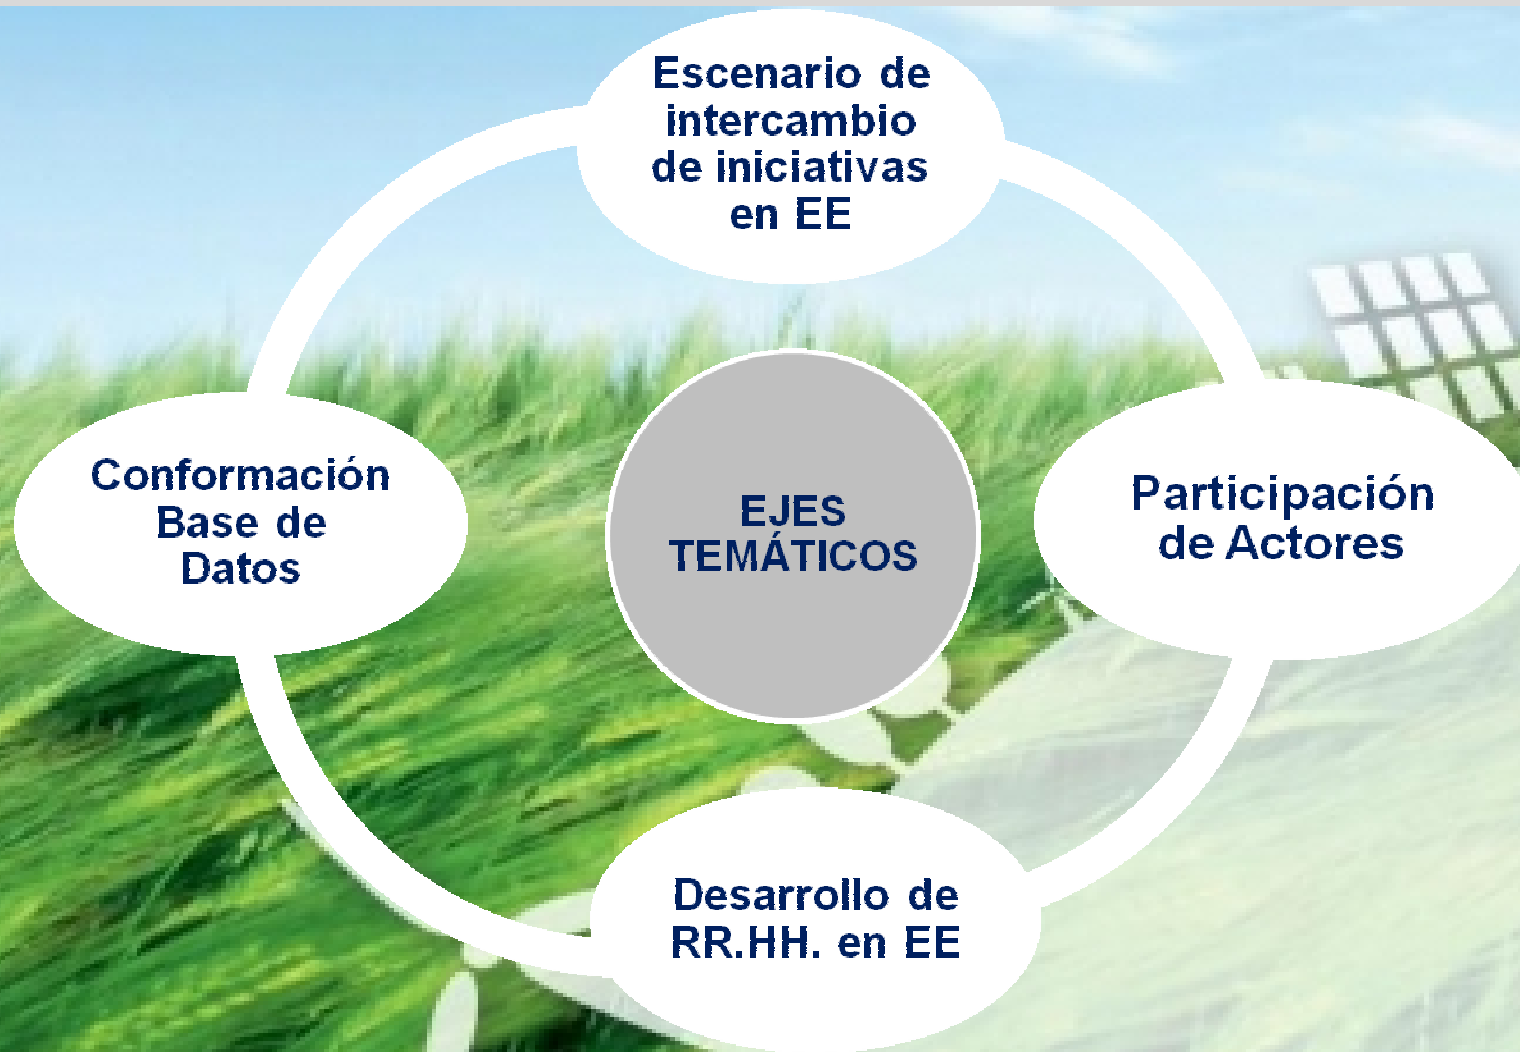 Escenario de
intercambio
de iniciativas
en EE
Conformación
Base de
Datos
EJES
TEMÁTICOS
Participación
de Actores
Desarrollo de
RR.HH. en EE